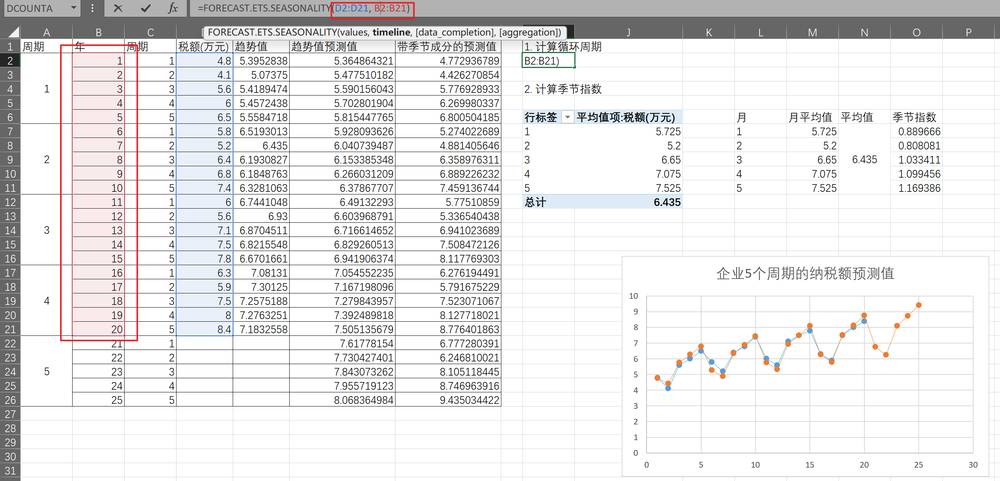 DCOUNTA =FORECAST.ETS.SEASONALITY(D2:D21, B2:B21)
FORECAST.ETS.SEASONALITY(values, timeline, [data_completion], [aggregation])
A B C J K L M N O P
1 周期 年 周期 税额(万元) 趋势值 趋势值预测值 带季节成分的预测值 1. 计算循环周期
2 1 1 4.8 5.3952838 5.364864321 4.772936789 B2:B21)
3 2 2 4.1 5.07375 5.477510182 4.426270854
4 1 3 3 5.6 5.4189474 5.590156043 5.776928933 2. 计算季节指数
5 4 4 6 5.4572438 5.702801904 6.269980337
6 5 5 6.5 5.5584718 5.815447765 6.800504185 行标签 平均值项:税额(万元) 月 月平均值 平均值 季节指数
7 6 1 5.8 6.5193013 5.928093626 5.274022689 1 5.725 1 5.725 0.889666
8 7 2 5.2 6.435 6.040739487 4.881405646 2 5.2 2 5.2 0.808081
9 2 8 3 6.4 6.1930827 6.153385348 6.358976311 3 6.65 3 6.65 6.435 1.033411
10 9 4 6.8 6.1848763 6.266031209 6.889226232 4 7.075 4 7.075 1.099456
11 10 5 7.4 6.3281063 6.37867707 7.459136744 5 7.525 5 7.525 1.169386
12 11 1 6 6.7441048 6.49132293 5.77510859 总计 6.435
13 12 2 5.6 6.93 6.603968791 5.336540438
14 3 13 3 7.1 6.8704511 6.716614652 6.941023689
15 14 4 7.5 6.8215548 6.829260513 7.508472126
16 15 5 7.8 6.6701661 6.941906374 8.117769303
17 16 1 6.3 7.08131 7.054552235 6.276194491
18 17 2 5.9 7.30125 7.167198096 5.791675229
19 4 18 3 7.5 7.2575188 7.279843957 7.523071067
20 19 4 8 7.2763251 7.392489818 8.127718021
21 20 5 8.4 7.1832558 7.505135679 8.776401863
22 21 1 7.61778154 6.777280391
23 22 2 7.730427401 6.246810021
24 5 23 3 7.843073262 8.105118445
25 24 4 7.955719123 8.746963916
26 25 5 8.068364984 9.435034422
27
28
29
30
31
企业5个周期的纳税额预测值
10
9
8
7
6
5
4
3
2
1
0
0 5 10 15 20 25 30